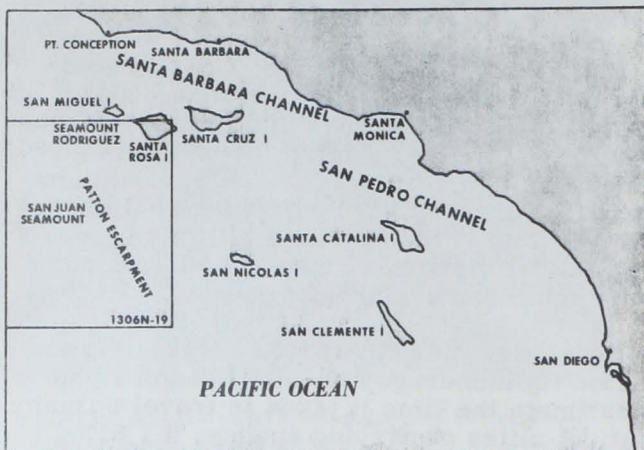 PT. CONCEPTION
SANTA BARBARA
SANTA BARBARA CHANNEL
SAN MIGUEL I
SEAMOUNT
RODRIGUEZ
SANTA
ROSA I
SANTA CRUZ I
SANTA
MONICA
SAN PEDRO CHANNEL
SAN JUAN
SEAMOUNT
PATTON ESCARPMENT
SANTA CATALINA I
SAN NICOLAS I
1306N-19
SAN CLEMENTE I
SAN DIEGO
PACIFIC OCEAN